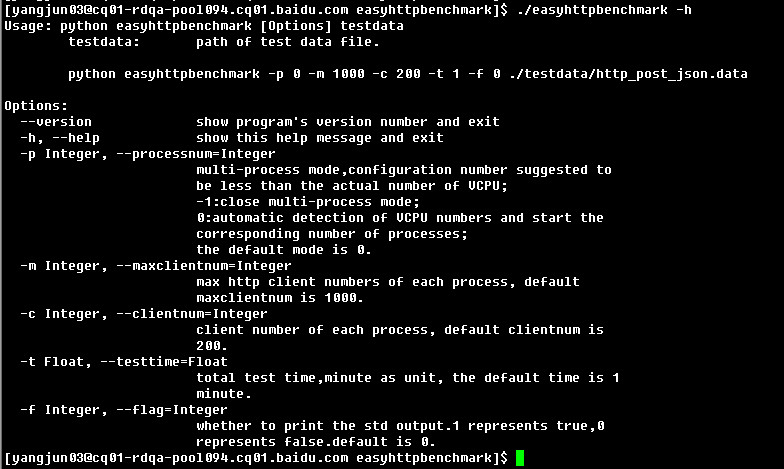 [yangjun03@cq01-rdqa-pool094.cq01.baidu.com easyhttpbenchmark]$ ./easyhttpbenchmark -h
Usage: python easyhttpbenchmark [Options] testdata
        testdata:       path of test data file.

        python easyhttpbenchmark -p 0 -m 1000 -c 200 -t 1 -f 0 ./testdata/http_post_json.data

Options:
  --version             show program's version number and exit
  -h, --help            show this help message and exit
  -p Integer, --processnum=Integer
                        multi-process mode,configuration number suggested to
                        be less than the actual number of VCPU;
                        -1:close multi-process mode;
                        0:automatic detection of VCPU numbers and start the
                        corresponding number of processes;
                        the default mode is 0.
  -m Integer, --maxclientnum=Integer
                        max http client numbers of each process, default
                        maxclientnum is 1000.
  -c Integer, --clientnum=Integer
                        client number of each process, default clientnum is
                        200.
  -t Float, --testtime=Float
                        total test time,minute as unit, the default time is 1
                        minute.
  -f Integer, --flag=Integer
                        whether to print the std output.1 represents true,0
                        represents false.default is 0.
[yangjun03@cq01-rdqa-pool094.cq01.baidu.com easyhttpbenchmark]$